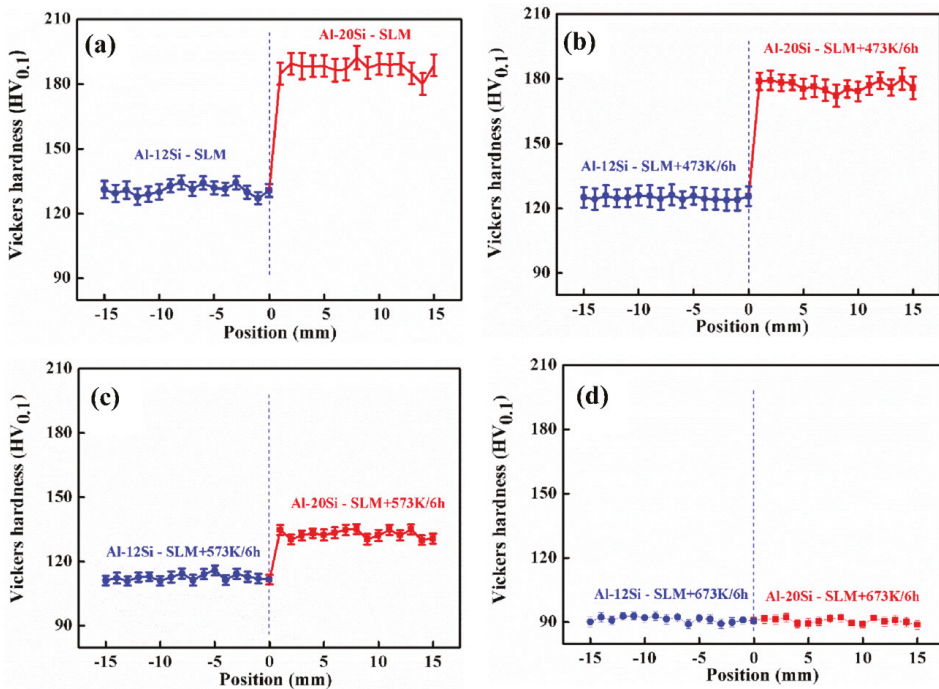 (a)
Al-20Si - SLM
Al-12Si - SLM
Vickers hardness (HV0.1)
210
180
150
120
90
-15 -10 -5 0 5 10 15
Position (mm)
(b)
Al-20Si - SLM+473K/6h
Al-12Si - SLM+473K/6h
Vickers hardness (HV0.1)
210
180
150
120
90
-15 -10 -5 0 5 10 15
Position (mm)
(c)
Al-20Si - SLM+573K/6h
Al-12Si - SLM+573K/6h
Vickers hardness (HV0.1)
210
180
150
120
90
-15 -10 -5 0 5 10 15
Position (mm)
(d)
Al-12Si - SLM+673K/6h
Al-20Si - SLM+673K/6h
Vickers hardness (HV0.1)
210
180
150
120
90
-15 -10 -5 0 5 10 15
Position (mm)